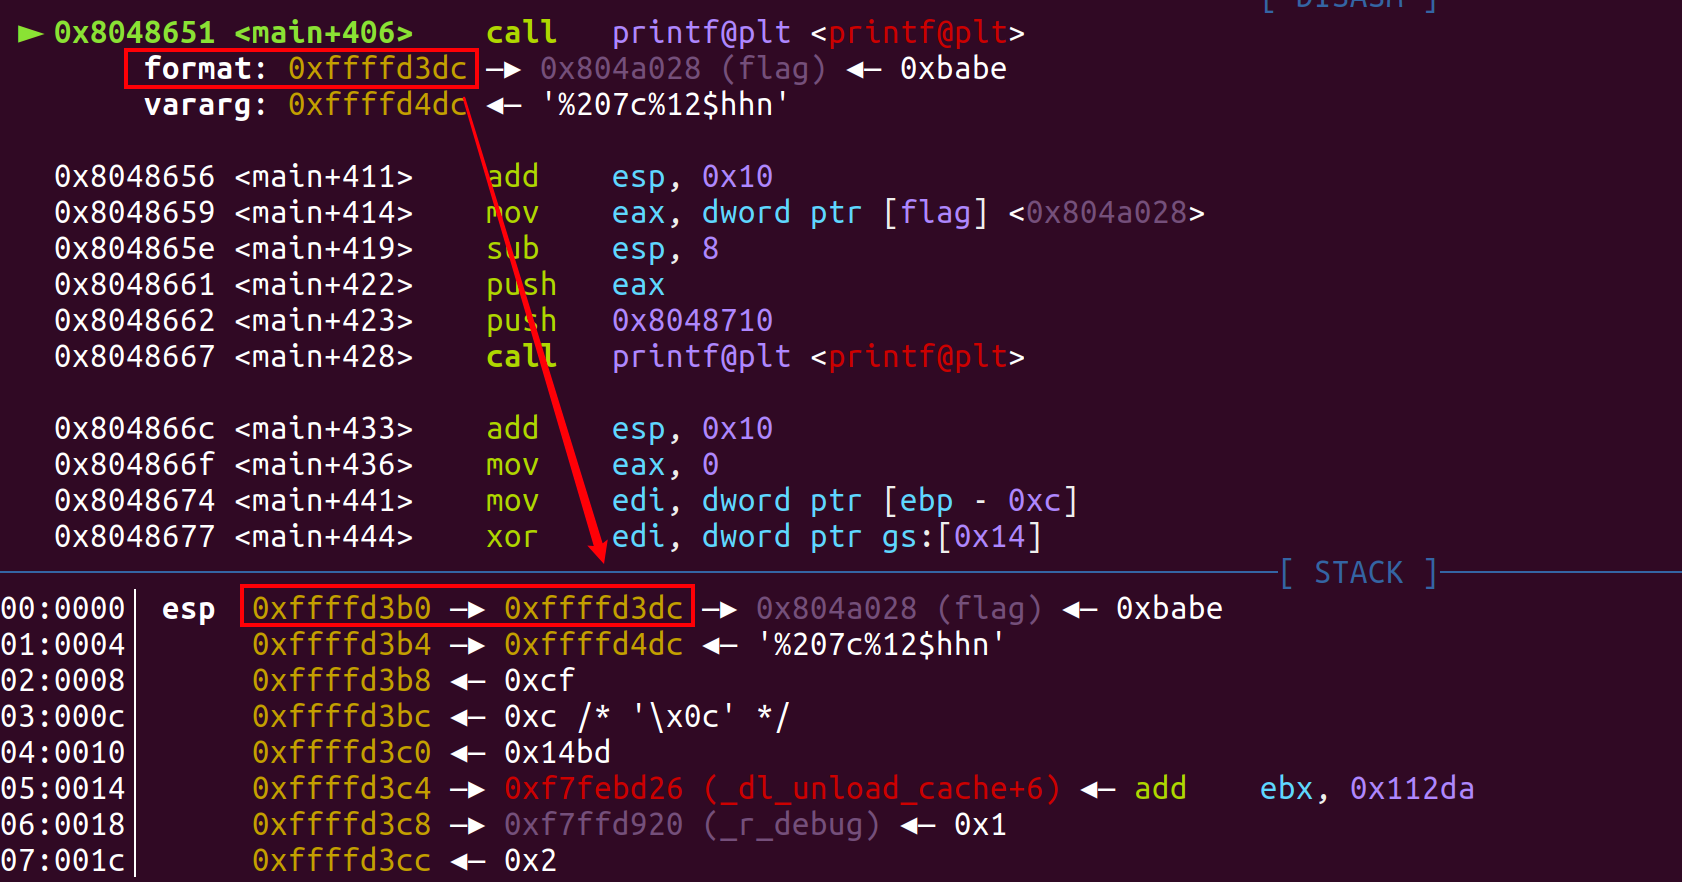 [ DISASM ]
► 0x8048651 <main+406>    call   printf@plt <printf@plt>
format: 0xffffd3dc —▸ 0x804a028 (flag) ◂— 0xbabe
vararg: 0xffffd4dc ◂— '%207c%12$hhn'
0x8048656 <main+411>    add    esp, 0x10
0x8048659 <main+414>    mov    eax, dword ptr [flag] <0x804a028>
0x804865e <main+419>    sub    esp, 8
0x8048661 <main+422>    push   eax
0x8048662 <main+423>    push   0x8048710
0x8048667 <main+428>    call   printf@plt <printf@plt>
0x804866c <main+433>    add    esp, 0x10
0x804866f <main+436>    mov    eax, 0
0x8048674 <main+441>    mov    edi, dword ptr [ebp - 0xc]
0x8048677 <main+444>    xor    edi, dword ptr gs:[0x14]
[ STACK ]
00:0000│ esp 0xffffd3b0 —▸ 0xffffd3dc —▸ 0x804a028 (flag) ◂— 0xbabe
01:0004│     0xffffd3b4 —▸ 0xffffd4dc ◂— '%207c%12$hhn'
02:0008│     0xffffd3b8 ◂— 0xcf
03:000c│     0xffffd3bc ◂— 0xc /* '\x0c' */
04:0010│     0xffffd3c0 ◂— 0x14bd
05:0014│     0xffffd3c4 —▸ 0xf7febd26 (_dl_unload_cache+6) ◂— add    ebx, 0x112da
06:0018│     0xffffd3c8 —▸ 0xf7ffd920 (_r_debug) ◂— 0x1
07:001c│     0xffffd3cc ◂— 0x2